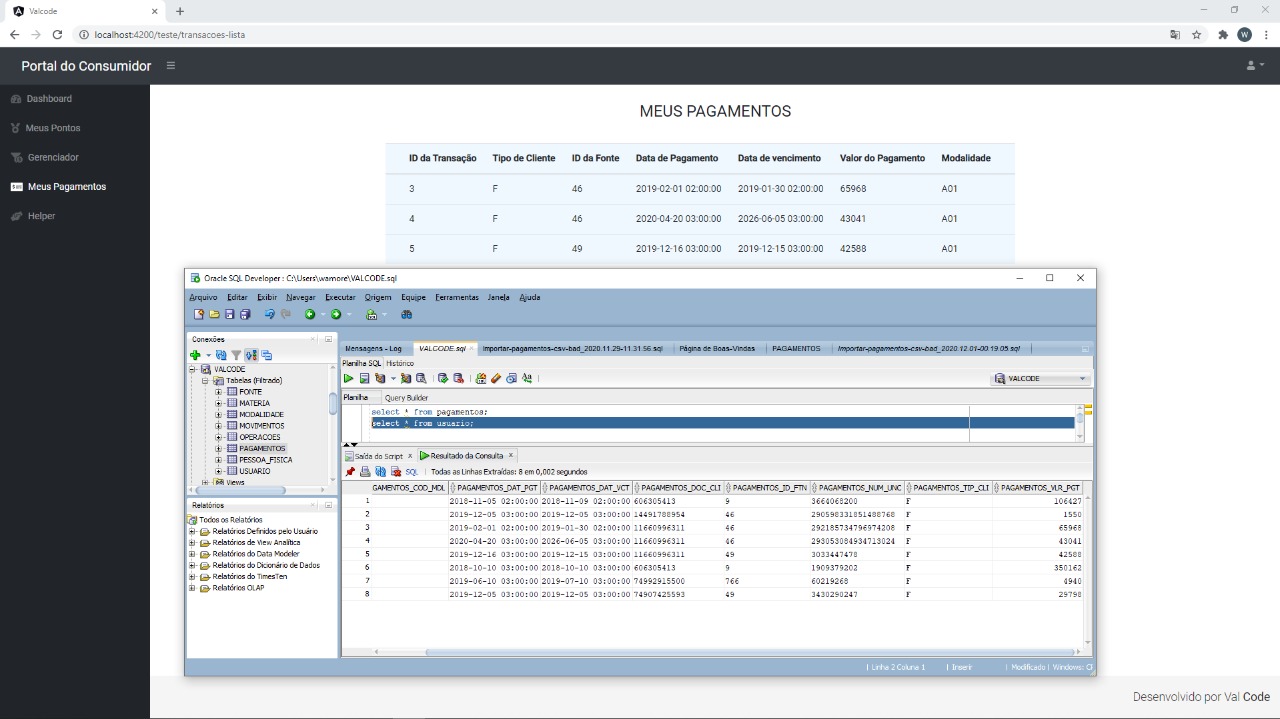 Valcode
localhost:4200/teste/transacoes-lista
W
Portal do Consumidor
Dashboard
Meus Pontos
Gerenciador
Meus Pagamentos
Helper
MEUS PAGAMENTOS
ID da Transação Tipo de Cliente ID da Fonte Data de Pagamento Data de vencimento Valor do Pagamento Modalidade
3 F 46 2019-02-01 02:00:00 2019-01-30 02:00:00 65968 A01
4 F 46 2020-04-20 03:00:00 2026-06-05 03:00:00 43041 A01
5 F 49 2019-12-16 03:00:00 2019-12-15 03:00:00 42588 A01
Oracle SQL Developer : C:\Users\wamore\VALCODE.sql
Arquivo Editar Exibir Navegar Executar Origem Equipe Ferramentas Janela Ajuda
Conexões
VALCODE
Tabelas (Filtrado)
FONTE
MATERIA
MODALIDADE
MOVIMENTOS
OPERACOES
PAGAMENTOS
PESSOA_FISICA
USUARIO
Views
Relatórios
Todos os Relatórios
Relatórios Definidos pelo Usuário
Relatórios de View Analítica
Relatórios do Data Modeler
Relatórios do Dicionário de Dados
Relatórios do TimesTen
Relatórios OLAP
Mensagens - Log VALCODE.sql Importar-pagamentos-csv-bad_2020.11.29-11.31.56.sql Página de Boas-Vindas PAGAMENTOS Importar-pagamentos-csv-bad_2020.12.01-00.19.05.sql
Planilha SQL Histórico
VALCODE
Planilha Query Builder
select * from pagamentos;
select * from usuario;
Saída do Script Resultado da Consulta
SQL | Todas as Linhas Extraídas: 8 em 0,002 segundos
GAMENTOS_COD_MDL PAGAMENTOS_DAT_PGT PAGAMENTOS_DAT_VCT PAGAMENTOS_DOC_CLI PAGAMENTOS_ID_FTN PAGAMENTOS_NUM_UNC PAGAMENTOS_TIP_CLI PAGAMENTOS_VLR_PGT
1 2018-11-05 02:00:00 2018-11-09 02:00:00 606305413 9 3664068200 F 106427
2 2019-12-05 03:00:00 2019-12-05 03:00:00 14491788954 46 290598331851488768 F 1550
3 2019-02-01 02:00:00 2019-01-30 02:00:00 11660996311 46 292185734796974208 F 65968
4 2020-04-20 03:00:00 2026-06-05 03:00:00 11660996311 46 293053084934713024 F 43041
5 2019-12-16 03:00:00 2019-12-15 03:00:00 11660996311 49 3033447478 F 42588
6 2018-10-10 03:00:00 2018-10-10 03:00:00 606305413 9 1909379202 F 350162
7 2019-06-10 03:00:00 2019-07-10 03:00:00 74992915500 766 60219268 F 4940
8 2019-12-05 03:00:00 2019-12-05 03:00:00 74907425593 49 3430290247 F 29798
| Linha 2 Coluna 1 | Inserir | Modificado | Windows: CF
Desenvolvido por Val Code